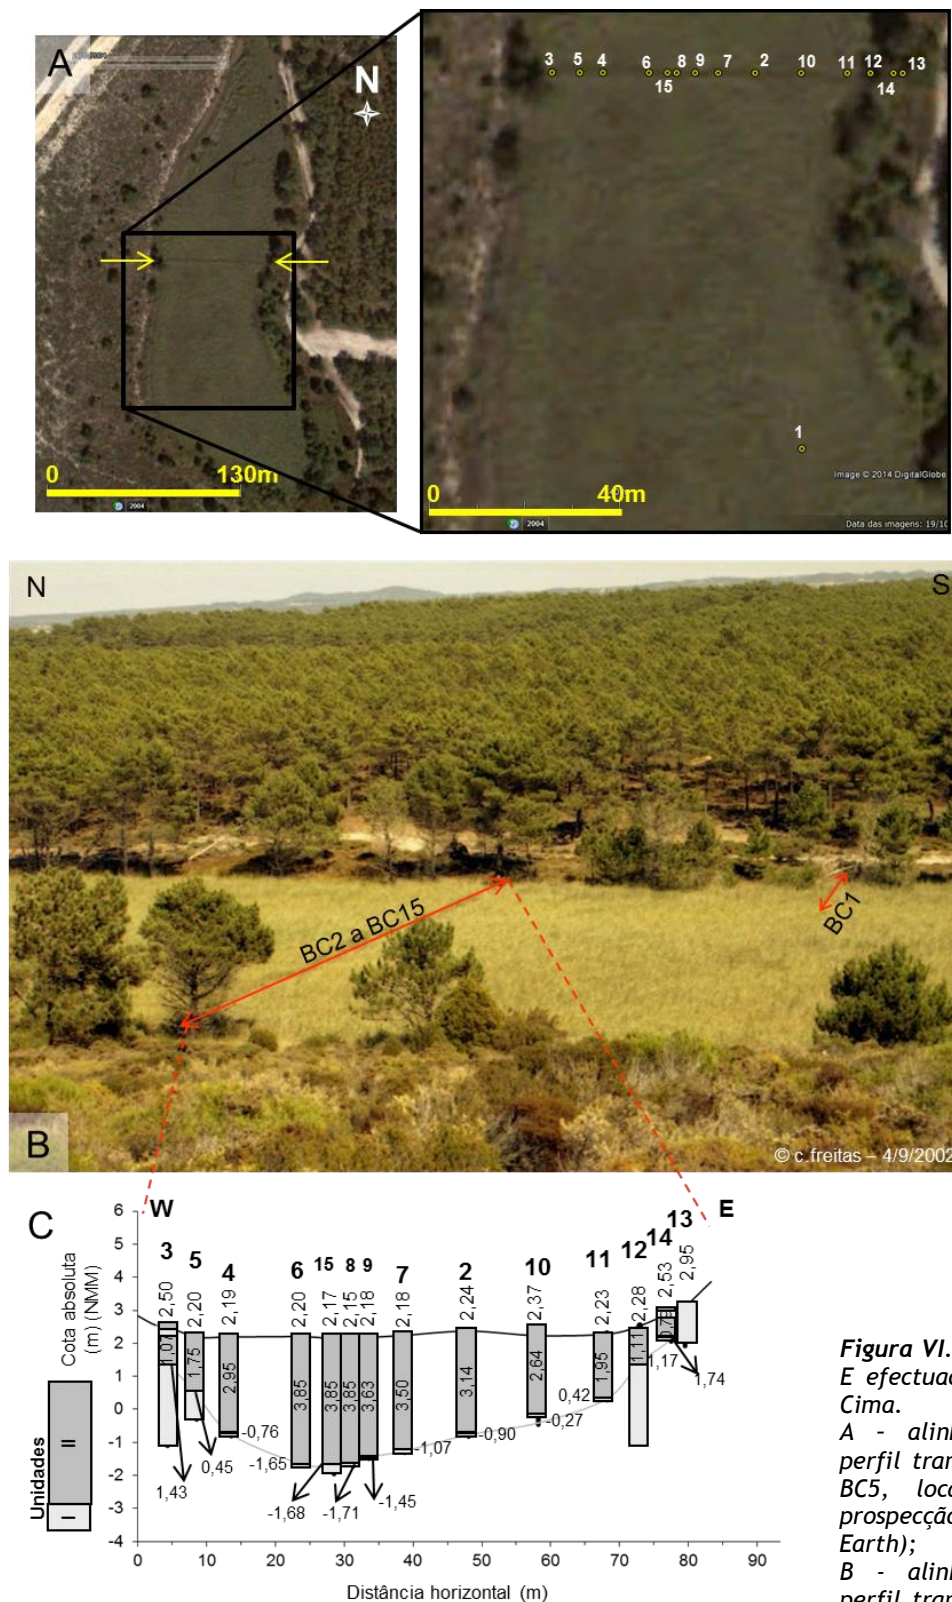 A
N
0
130m
2004
3 5 4 6 8 9 7 2 10 11 12 13
15
14
1
Image © 2014 DigitalGlobe
0
40m
2004
Data das imagens: 19/10
N
S
BC2 a BC15
BC1
B
© c.freitas – 4/9/2002
C
W
E
Cota absoluta
(m) (NMM)
6
5
4
3
2
1
0
-1
-2
-3
-4
3 5 4 6 15 8 9 7 2 10 11 12 14 13
2,50 2,20 2,19 2,20 2,17 2,15 2,18 2,18 2,24 2,37 2,23 2,28 2,53 2,95
1,07 1,75 2,95 3,85 3,85 3,85 3,63 3,50 3,14 2,64 1,95 1,11
1,43
0,45
-0,76
-1,65
-1,68
-1,71
-1,45
-1,07
-0,90
-0,27
0,42
1,17
1,74
Unidades
II
I
0 10 20 30 40 50 60 70 80 90
Distância horizontal (m)
Figura VI.
E efectuad
Cima.
A - alinh
perfil tran
BC5, loca
prospecção
Earth);
B - alinh
perfil tran